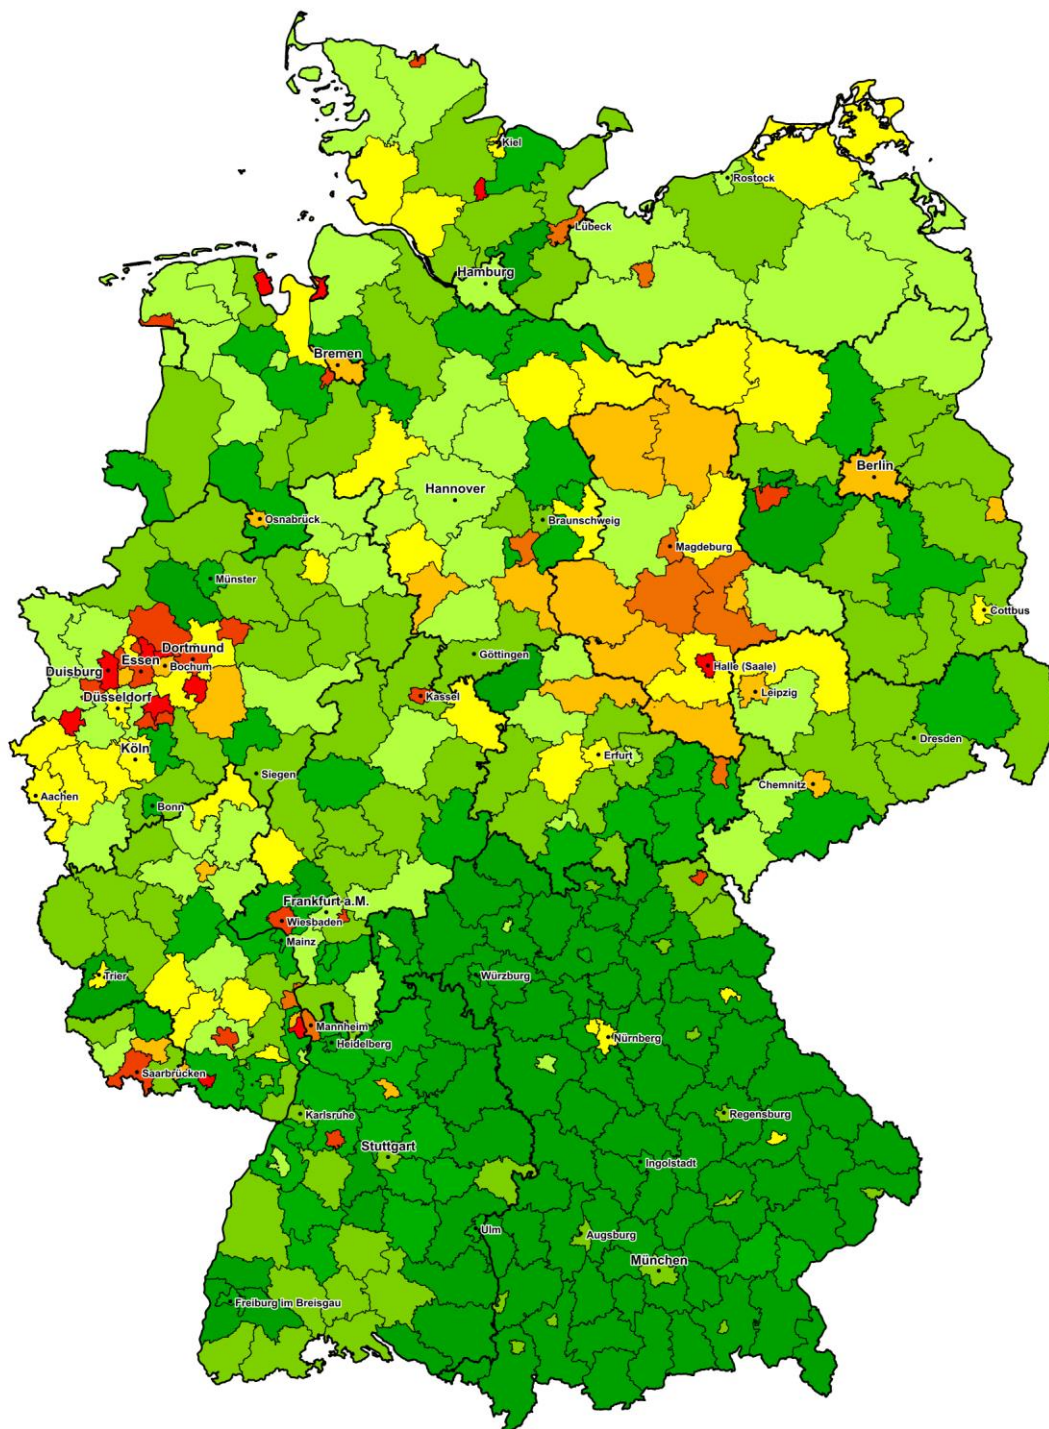 Kiel
Rostock
Lübeck
Hamburg
Bremen
Berlin
Hannover
Osnabrück
Braunschweig
Magdeburg
Münster
Cottbus
Dortmund
Essen
Bochum
Duisburg
Göttingen
Halle (Saale)
Düsseldorf
Kassel
Leipzig
Dresden
Köln
Erfurt
Siegen
Chemnitz
Aachen
Bonn
Frankfurt a.M.
Wiesbaden
Mainz
Trier
Würzburg
Mannheim
Nürnberg
Heidelberg
Saarbrücken
Karlsruhe
Regensburg
Stuttgart
Ingolstadt
Ulm
Augsburg
München
Freiburg im Breisgau